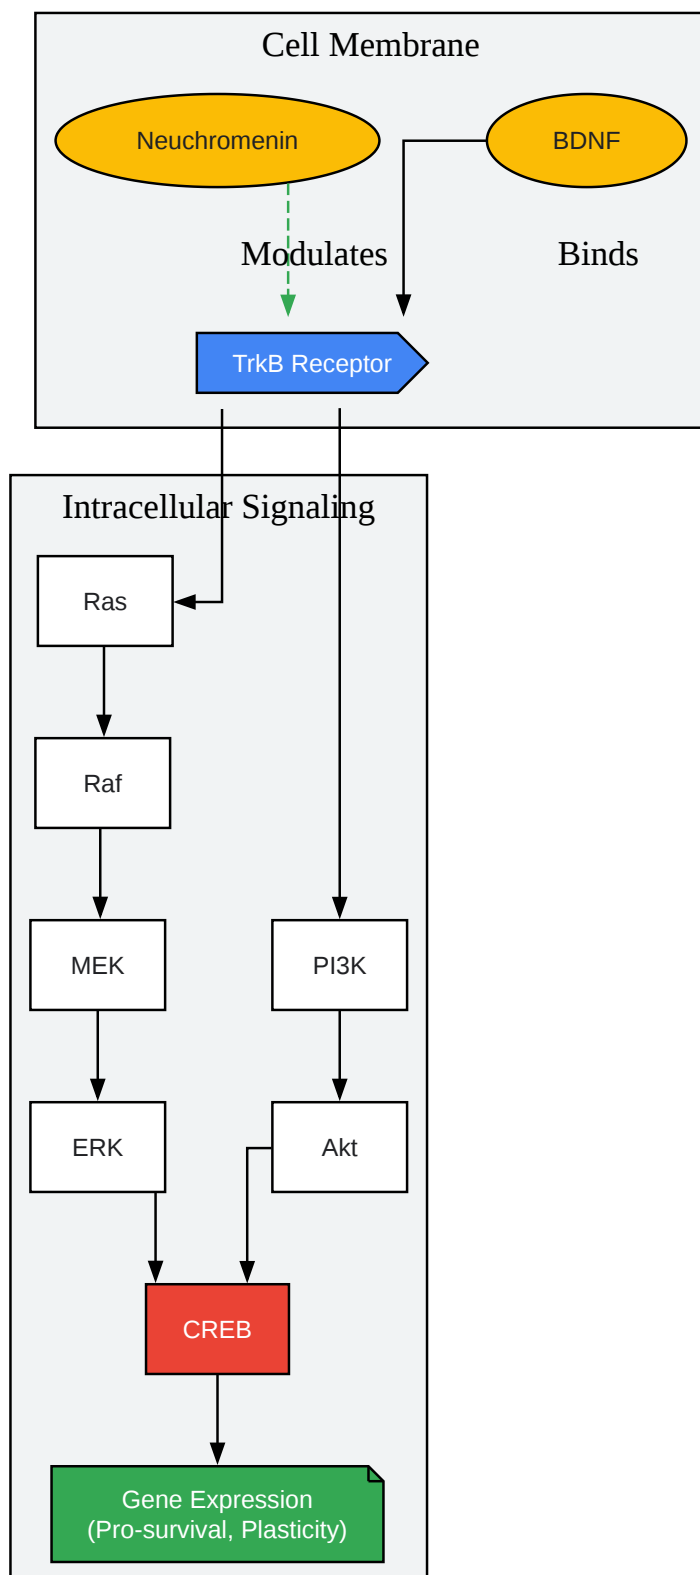 Cell Membrane
Neuchromenin
BDNF
Modulates
Binds
TrkB Receptor
Intracellular Signaling
Ras
Raf
MEK
PI3K
ERK
Akt
CREB
Gene Expression
(Pro-survival, Plasticity)